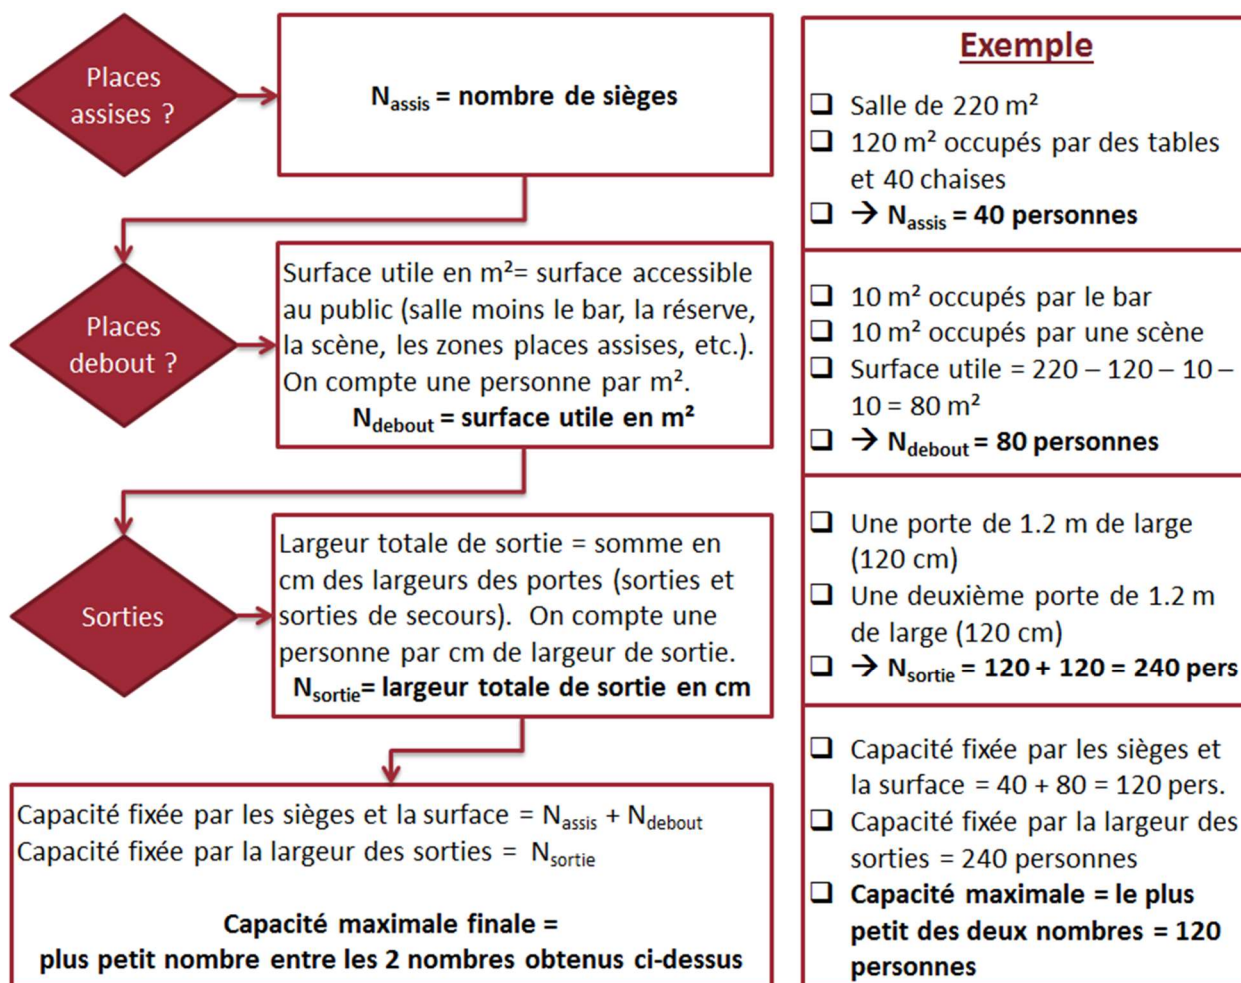 Places
assises ?
N assis = nombre de sièges
Places
debout ?
Surface utile en m²= surface accessible
au public (salle moins le bar, la réserve,
la scène, les zones places assises, etc.).
On compte une personne par m².
N debout = surface utile en m²
Sorties
Largeur totale de sortie = somme en
cm des largeurs des portes (sorties et
sorties de secours). On compte une
personne par cm de largeur de sortie.
N sortie= largeur totale de sortie en cm
Capacité fixée par les sièges et la surface = N assis + N debout
Capacité fixée par la largeur des sorties = N sortie
Capacité maximale finale =
plus petit nombre entre les 2 nombres obtenus ci-dessus
Exemple
❑ Salle de 220 m²
❑ 120 m² occupés par des tables
et 40 chaises
❑ → N assis = 40 personnes
❑ 10 m² occupés par le bar
❑ 10 m² occupés par une scène
❑ Surface utile = 220 – 120 – 10 –
10 = 80 m²
❑ → N debout = 80 personnes
❑ Une porte de 1.2 m de large
(120 cm)
❑ Une deuxième porte de 1.2 m
de large (120 cm)
❑ → N sortie = 120 + 120 = 240 pers
❑ Capacité fixée par les sièges et
la surface = 40 + 80 = 120 pers.
❑ Capacité fixée par la largeur des
sorties = 240 personnes
❑ Capacité maximale = le plus
petit des deux nombres = 120
personnes